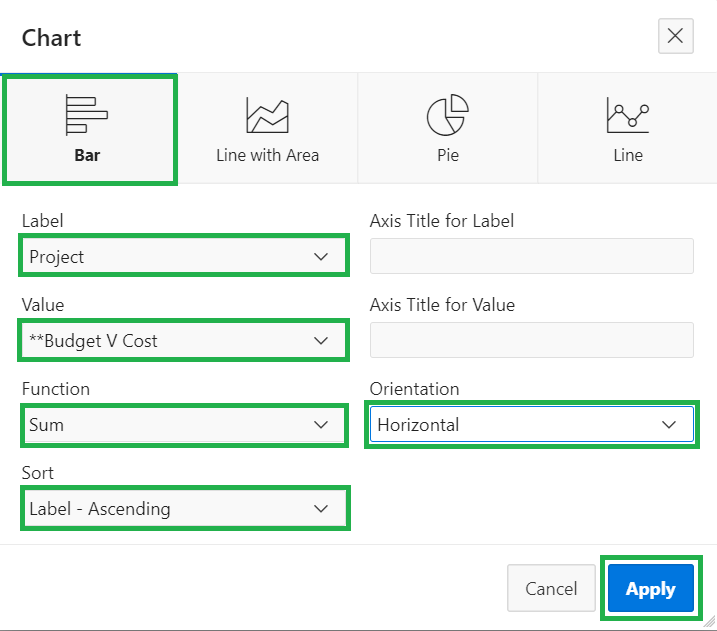 Chart
Bar
Line with Area
Pie
Line
Label
Axis Title for Label
Project
Value
Axis Title for Value
**Budget V Cost
Function
Orientation
Sum
Horizontal
Sort
Label - Ascending
Cancel
Apply